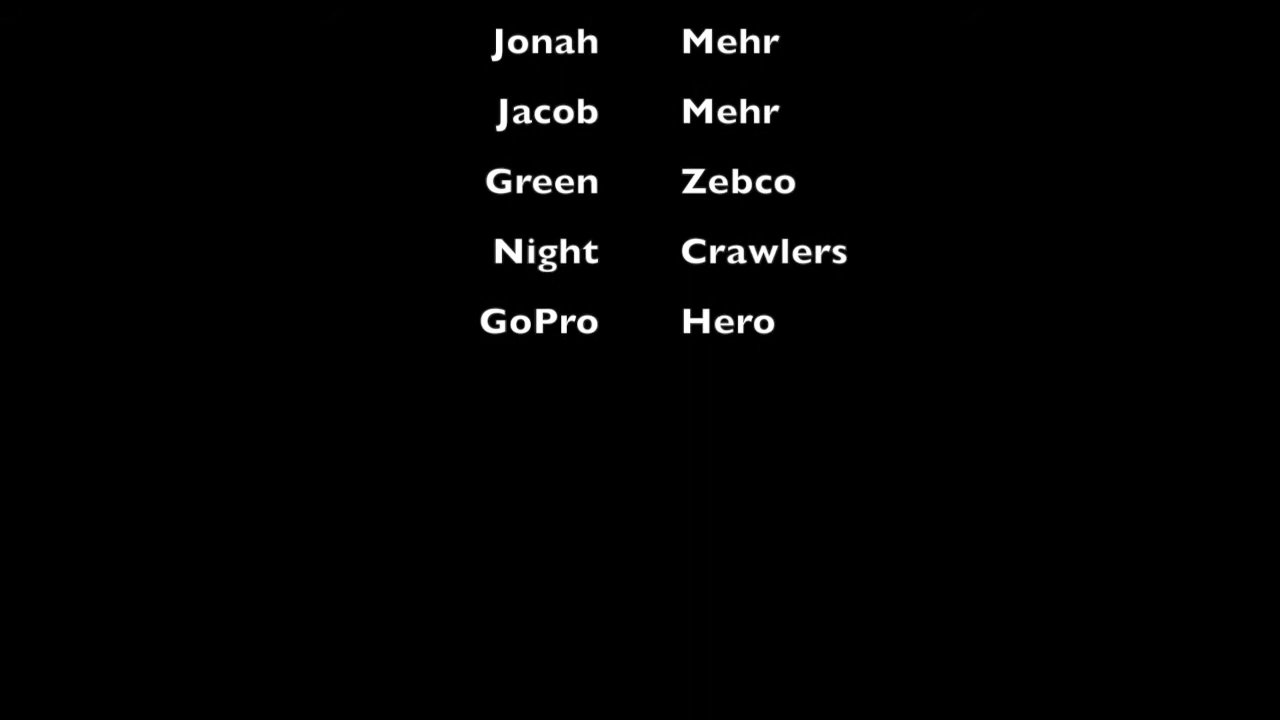 Jonah Mehr
Jacob Mehr
Green Zebco
Night Crawlers
GoPro Hero